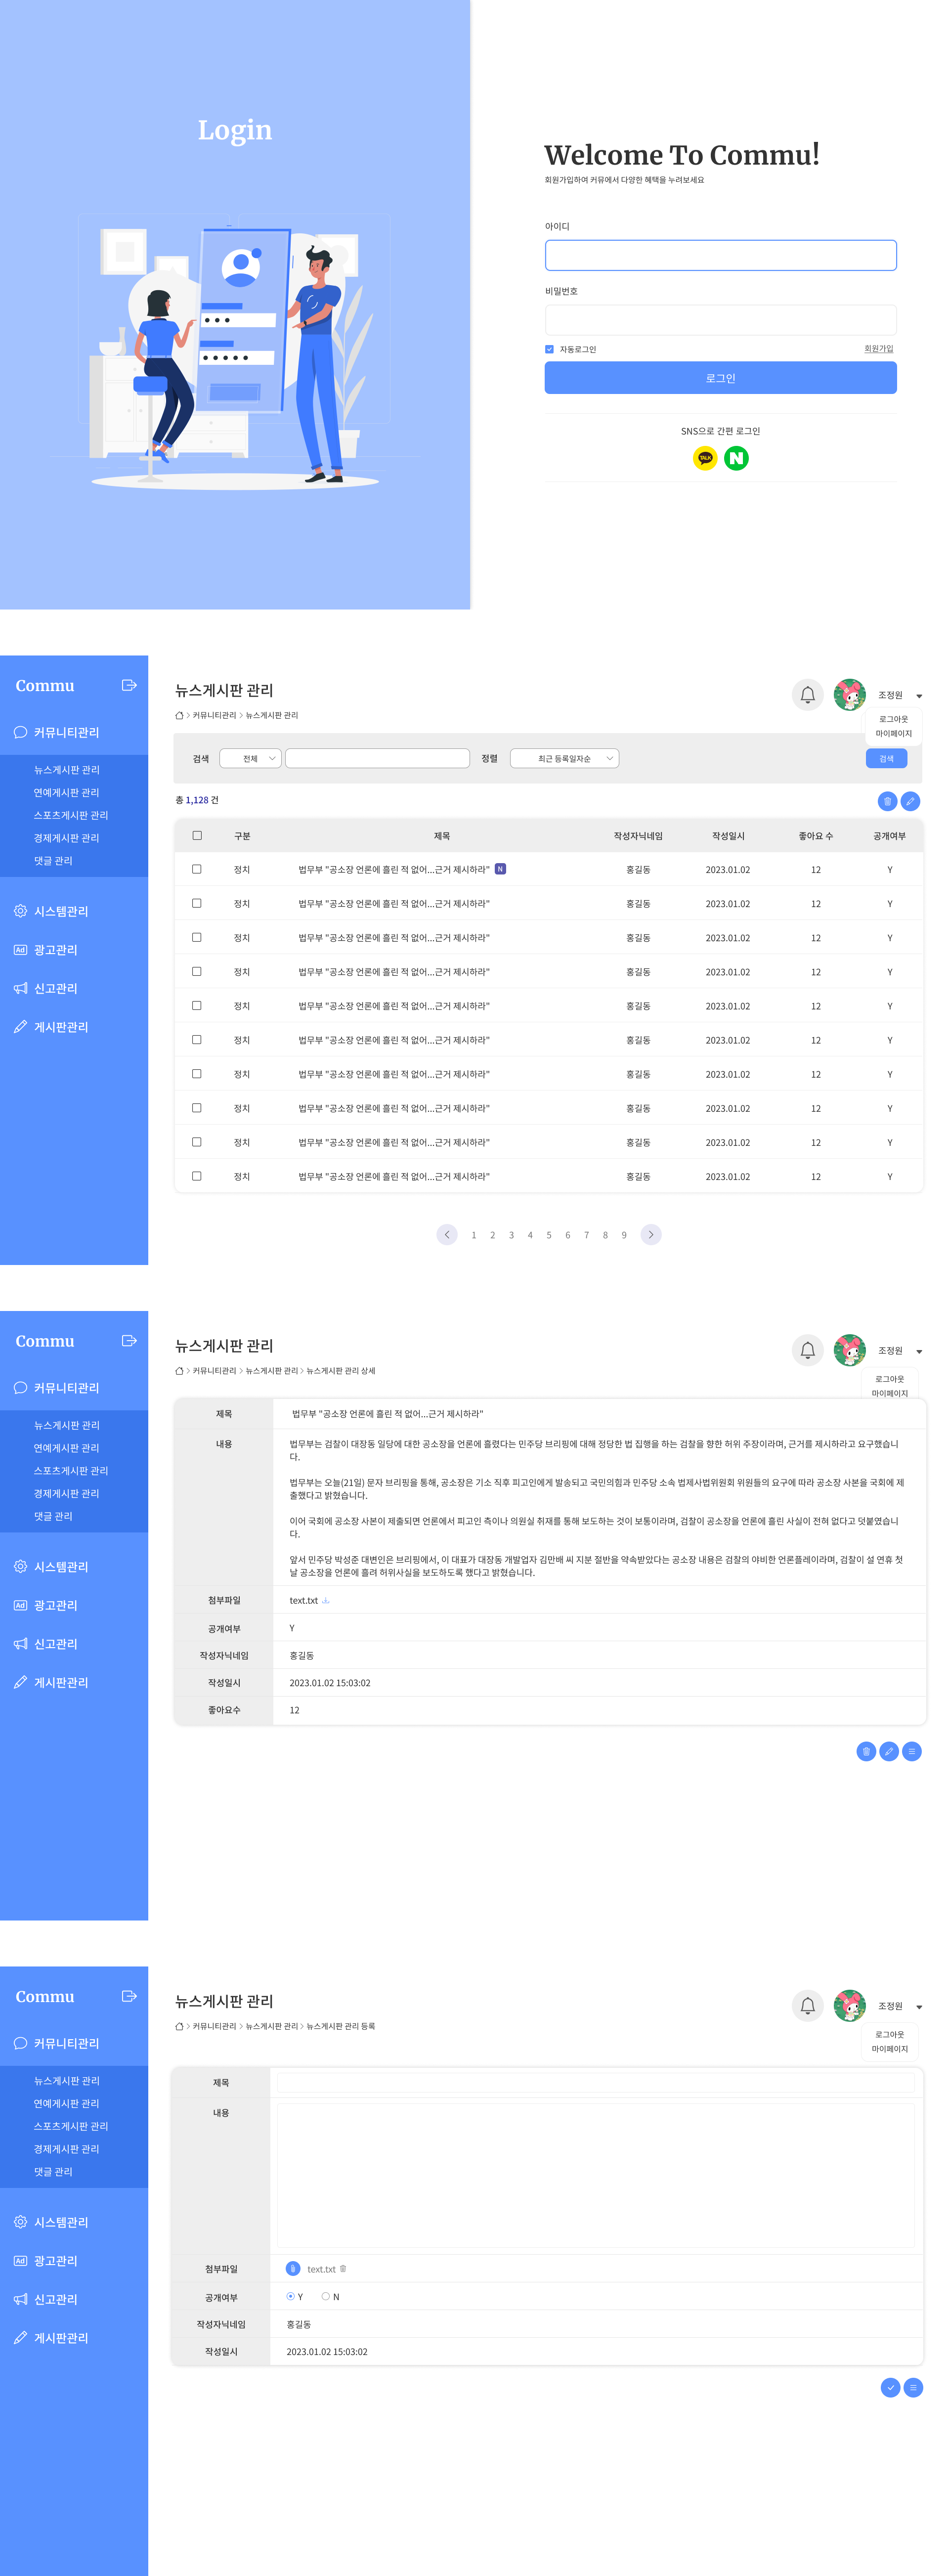 Login
Welcome To Commu!
회원가입하여 커뮤에서 다양한 혜택을 누려보세요
아이디
비밀번호
자동로그인
회원가입
로그인
SNS으로 간편 로그인
TALK
N
Commu
커뮤니티관리
뉴스게시판 관리
연예게시판 관리
스포츠게시판 관리
경제게시판 관리
댓글 관리
시스템관리
Ad 광고관리
신고관리
게시판관리
뉴스게시판 관리
커뮤니티관리 > 뉴스게시판 관리
조정원
로그아웃
마이페이지
검색 전체 정렬 최근 등록일자순 검색
총 1,128 건
구분 제목 작성자닉네임 작성일시 좋아요 수 공개여부
정치 법무부 "공소장 언론에 흘린 적 없어...근거 제시하라" N 홍길동 2023.01.02 12 Y
정치 법무부 "공소장 언론에 흘린 적 없어...근거 제시하라" 홍길동 2023.01.02 12 Y
정치 법무부 "공소장 언론에 흘린 적 없어...근거 제시하라" 홍길동 2023.01.02 12 Y
정치 법무부 "공소장 언론에 흘린 적 없어...근거 제시하라" 홍길동 2023.01.02 12 Y
정치 법무부 "공소장 언론에 흘린 적 없어...근거 제시하라" 홍길동 2023.01.02 12 Y
정치 법무부 "공소장 언론에 흘린 적 없어...근거 제시하라" 홍길동 2023.01.02 12 Y
정치 법무부 "공소장 언론에 흘린 적 없어...근거 제시하라" 홍길동 2023.01.02 12 Y
정치 법무부 "공소장 언론에 흘린 적 없어...근거 제시하라" 홍길동 2023.01.02 12 Y
정치 법무부 "공소장 언론에 흘린 적 없어...근거 제시하라" 홍길동 2023.01.02 12 Y
정치 법무부 "공소장 언론에 흘린 적 없어...근거 제시하라" 홍길동 2023.01.02 12 Y
1 2 3 4 5 6 7 8 9
Commu
커뮤니티관리
뉴스게시판 관리
연예게시판 관리
스포츠게시판 관리
경제게시판 관리
댓글 관리
시스템관리
Ad 광고관리
신고관리
게시판관리
뉴스게시판 관리
커뮤니티관리 > 뉴스게시판 관리 > 뉴스게시판 관리 상세
조정원
로그아웃
마이페이지
제목 법무부 "공소장 언론에 흘린 적 없어...근거 제시하라"
내용 법무부는 검찰이 대장동 일당에 대한 공소장을 언론에 흘렸다는 민주당 브리핑에 대해 정당한 법 집행을 하는 검찰을 향한 허위 주장이라며, 근거를 제시하라고 요구했습니
다.
법무부는 오늘(21일) 문자 브리핑을 통해, 공소장은 기소 직후 피고인에게 발송되고 국민의힘과 민주당 소속 법제사법위원회 위원들의 요구에 따라 공소장 사본을 국회에 제
출했다고 밝혔습니다.
이어 국회에 공소장 사본이 제출되면 언론에서 피고인 측이나 의원실 취재를 통해 보도하는 것이 보통이라며, 검찰이 공소장을 언론에 흘린 사실이 전혀 없다고 덧붙였습니
다.
앞서 민주당 박성준 대변인은 브리핑에서, 이 대표가 대장동 개발업자 김만배 씨 지분 절반을 약속받았다는 공소장 내용은 검찰의 야비한 언론플레이라며, 검찰이 설 연휴 첫
날 공소장을 언론에 흘려 허위사실을 보도하도록 했다고 밝혔습니다.
첨부파일 text.txt
공개여부 Y
작성자닉네임 홍길동
작성일시 2023.01.02 15:03:02
좋아요수 12
Commu
커뮤니티관리
뉴스게시판 관리
연예게시판 관리
스포츠게시판 관리
경제게시판 관리
댓글 관리
시스템관리
Ad 광고관리
신고관리
게시판관리
뉴스게시판 관리
커뮤니티관리 > 뉴스게시판 관리 > 뉴스게시판 관리 등록
조정원
로그아웃
마이페이지
제목
내용
첨부파일 text.txt
공개여부 Y N
작성자닉네임 홍길동
작성일시 2023.01.02 15:03:02